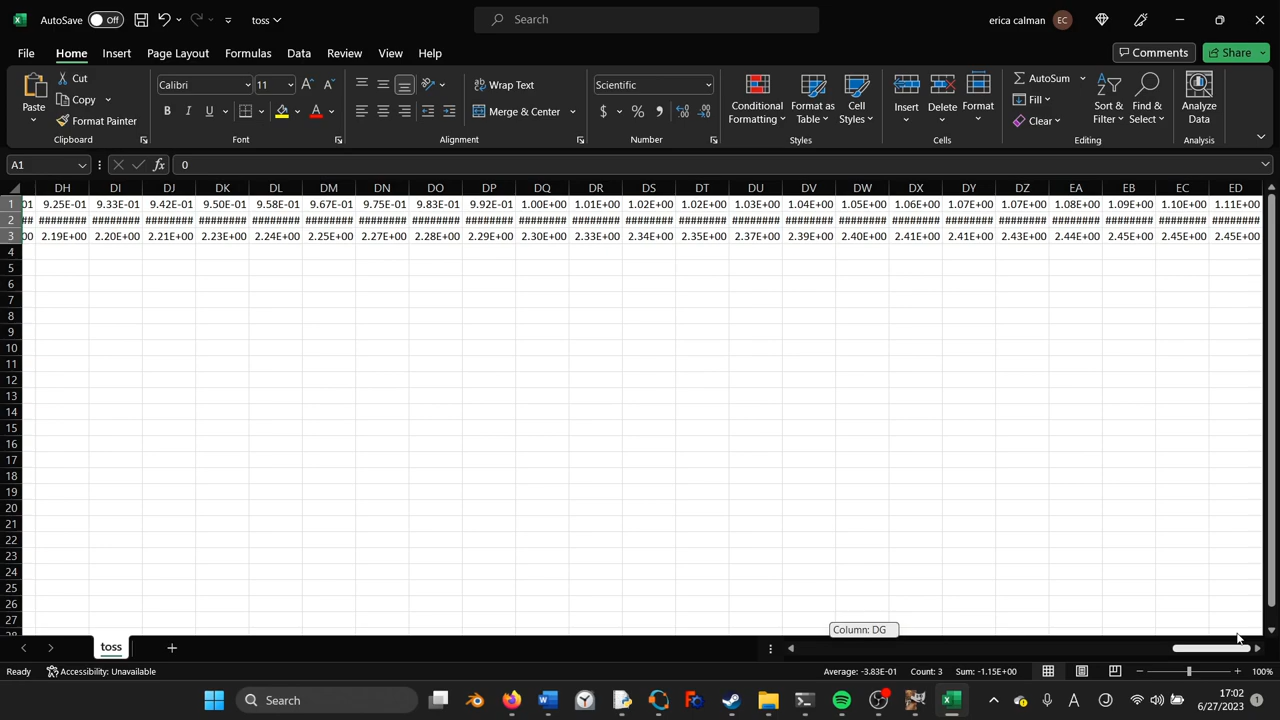 AutoSave Off toss Search erica calman EC
File Home Insert Page Layout Formulas Data Review View Help Comments Share
Paste Cut Copy Format Painter Clipboard
Calibri 11 B I U A Font
Wrap Text Merge & Center Alignment
Scientific $ % 9 Number
Conditional Formatting Format as Table Cell Styles Styles
Insert Delete Format Cells
AutoSum Fill Clear Sort & Filter Find & Select Editing
Analyze Data Analysis
A1 fx 0
DH DI DJ DK DL DM DN DO DP DQ DR DS DT DU DV DW DX DY DZ EA EB EC ED
1 01 9.25E-01 9.33E-01 9.42E-01 9.50E-01 9.58E-01 9.67E-01 9.75E-01 9.83E-01 9.92E-01 1.00E+00 1.01E+00 1.02E+00 1.02E+00 1.03E+00 1.04E+00 1.05E+00 1.06E+00 1.07E+00 1.07E+00 1.08E+00 1.09E+00 1.10E+00 1.11E+00
2 ## ######## ######## ######## ######## ######## ######## ######## ######## ######## ######## ######## ######## ######## ######## ######## ######## ######## ######## ######## ######## ######## ######## ########
3 00 2.19E+00 2.20E+00 2.21E+00 2.23E+00 2.24E+00 2.25E+00 2.27E+00 2.28E+00 2.29E+00 2.30E+00 2.33E+00 2.34E+00 2.35E+00 2.37E+00 2.39E+00 2.40E+00 2.41E+00 2.41E+00 2.43E+00 2.44E+00 2.45E+00 2.45E+00 2.45E+00
4
5
6
7
8
9
10
11
12
13
14
15
16
17
18
19
20
21
22
23
24
25
26
27
28
Column: DG
toss
Ready Accessibility: Unavailable Average: -3.83E-01 Count: 3 Sum: -1.15E+00 100%
Search 17:02
6/27/2023